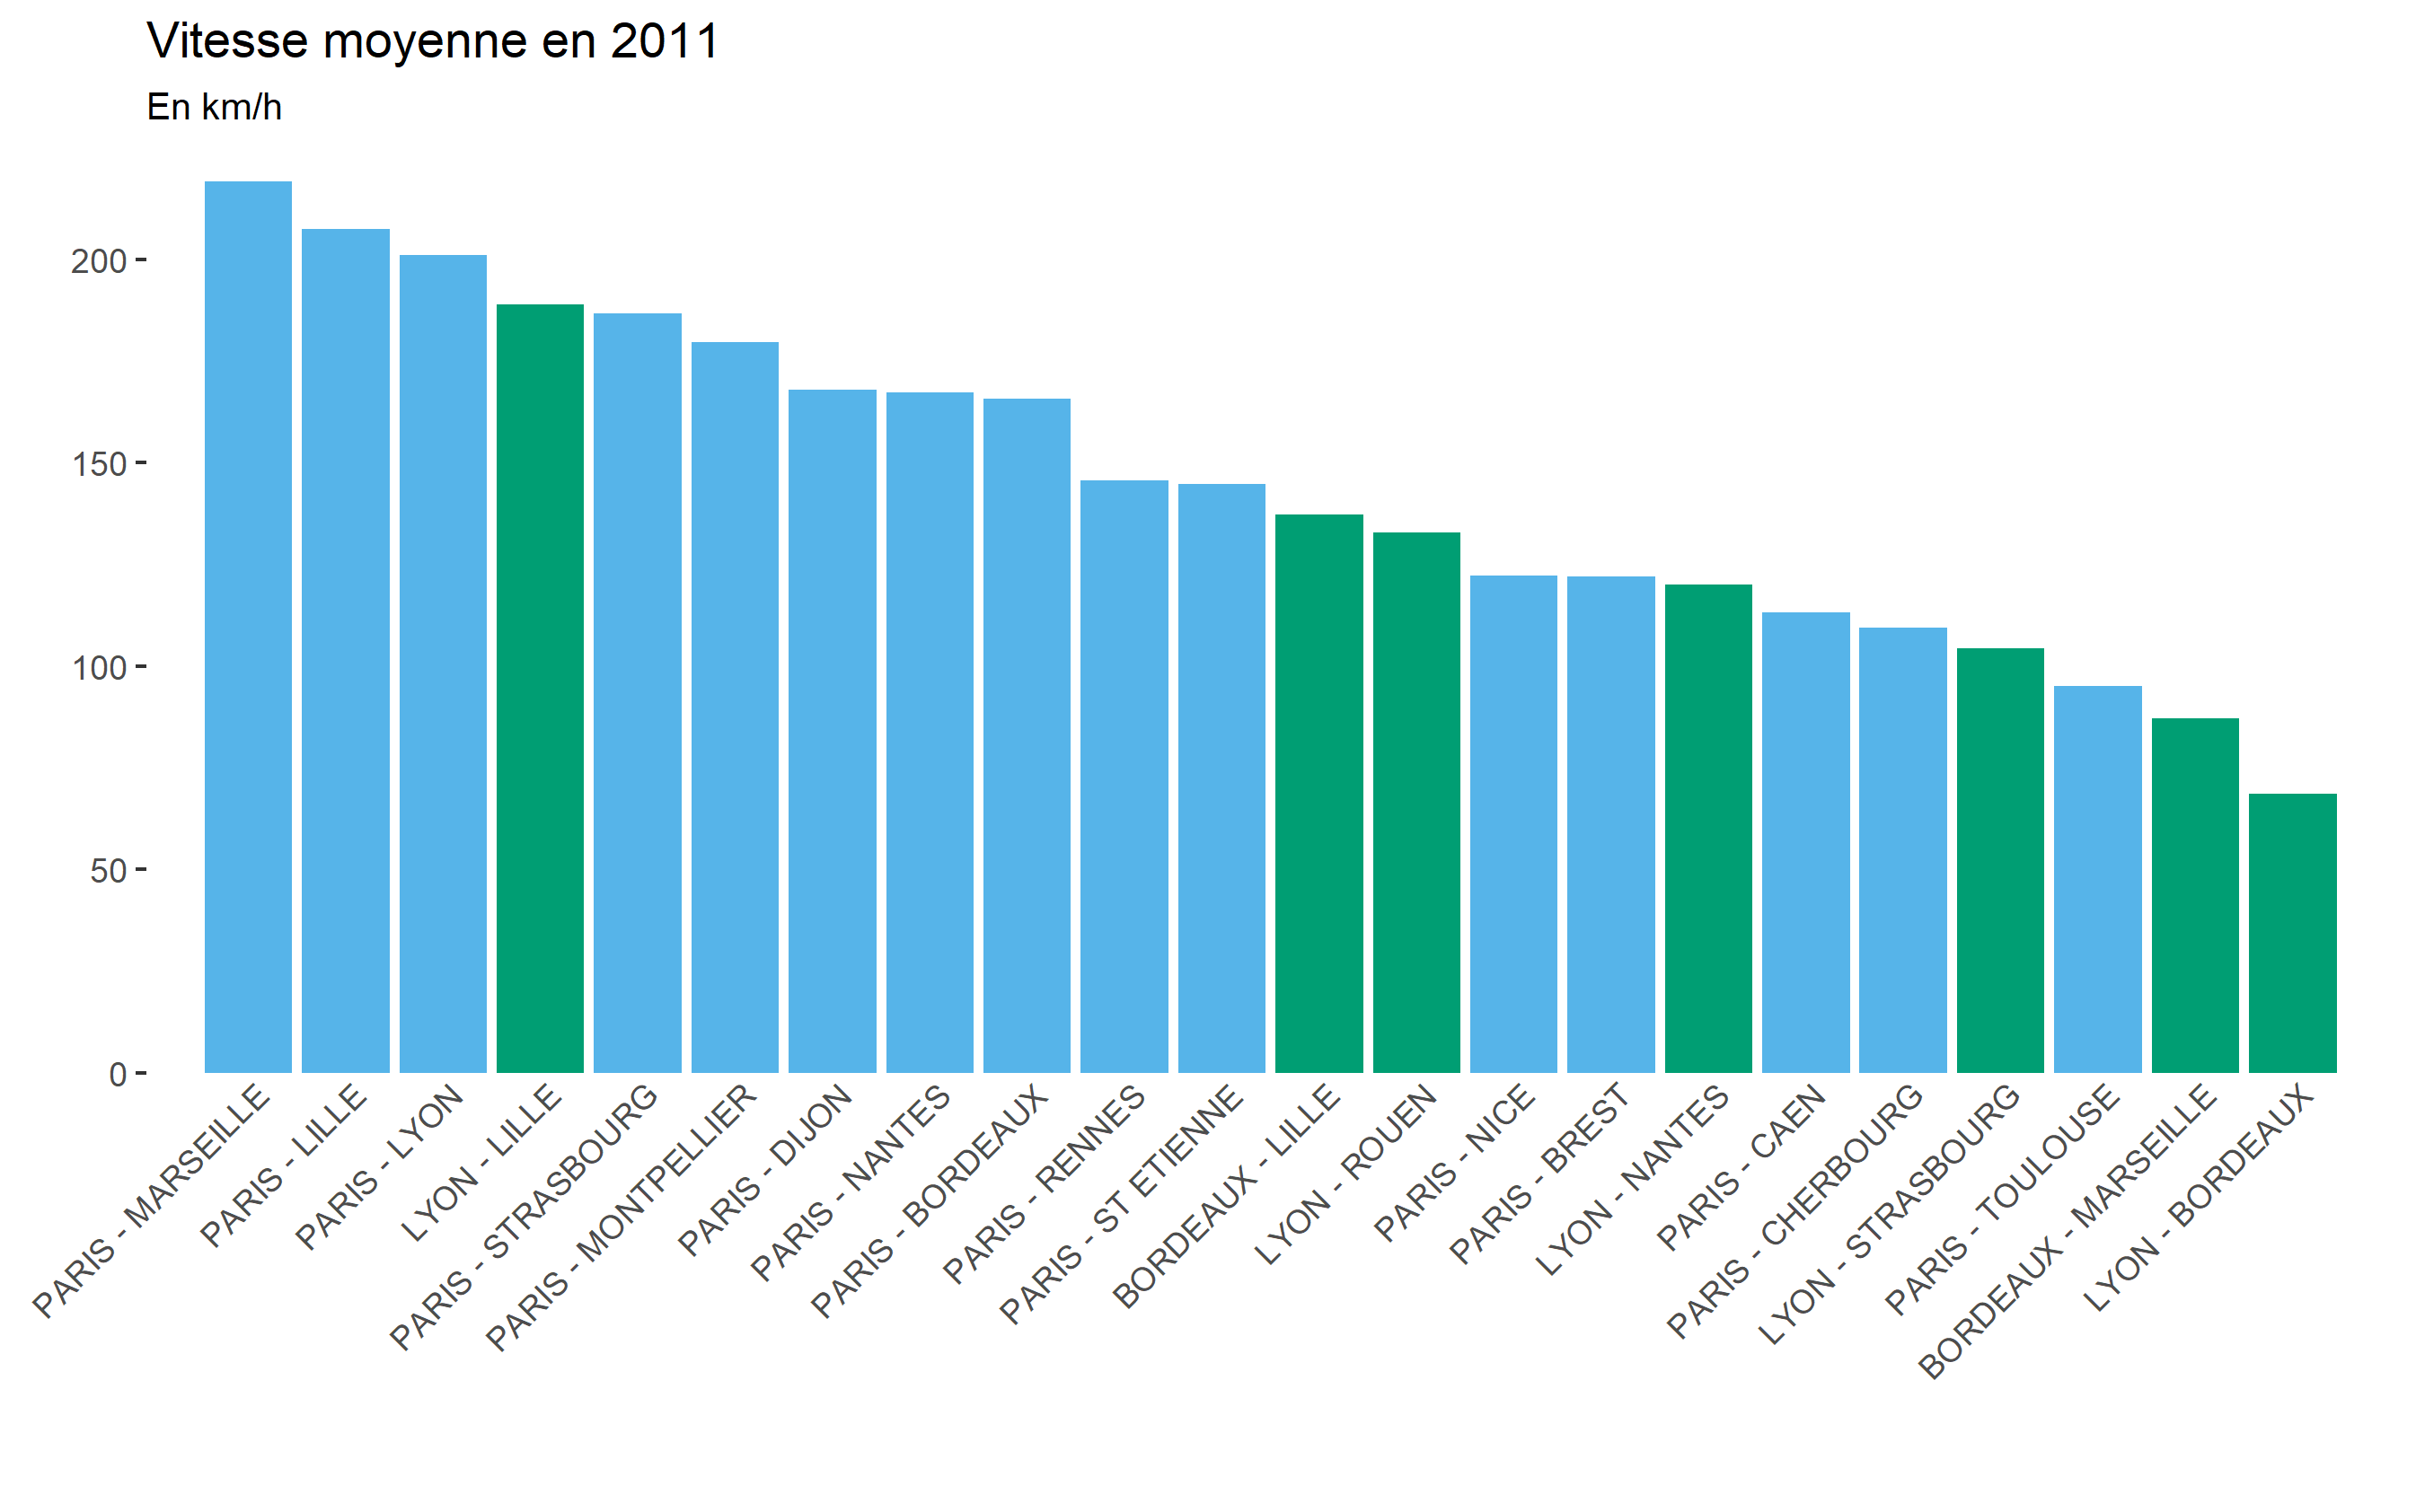 Vitesse moyenne en 2011
En km/h
200
150
100
50
0
PARIS - MARSEILLE
PARIS - LILLE
PARIS - LYON
LYON - LILLE
PARIS - STRASBOURG
PARIS - MONTPELLIER
PARIS - DIJON
PARIS - NANTES
PARIS - BORDEAUX
PARIS - RENNES
PARIS - ST ETIENNE
BORDEAUX - LILLE
LYON - ROUEN
PARIS - NICE
PARIS - BREST
LYON - NANTES
PARIS - CAEN
PARIS - CHERBOURG
LYON - STRASBOURG
PARIS - TOULOUSE
BORDEAUX - MARSEILLE
LYON - BORDEAUX